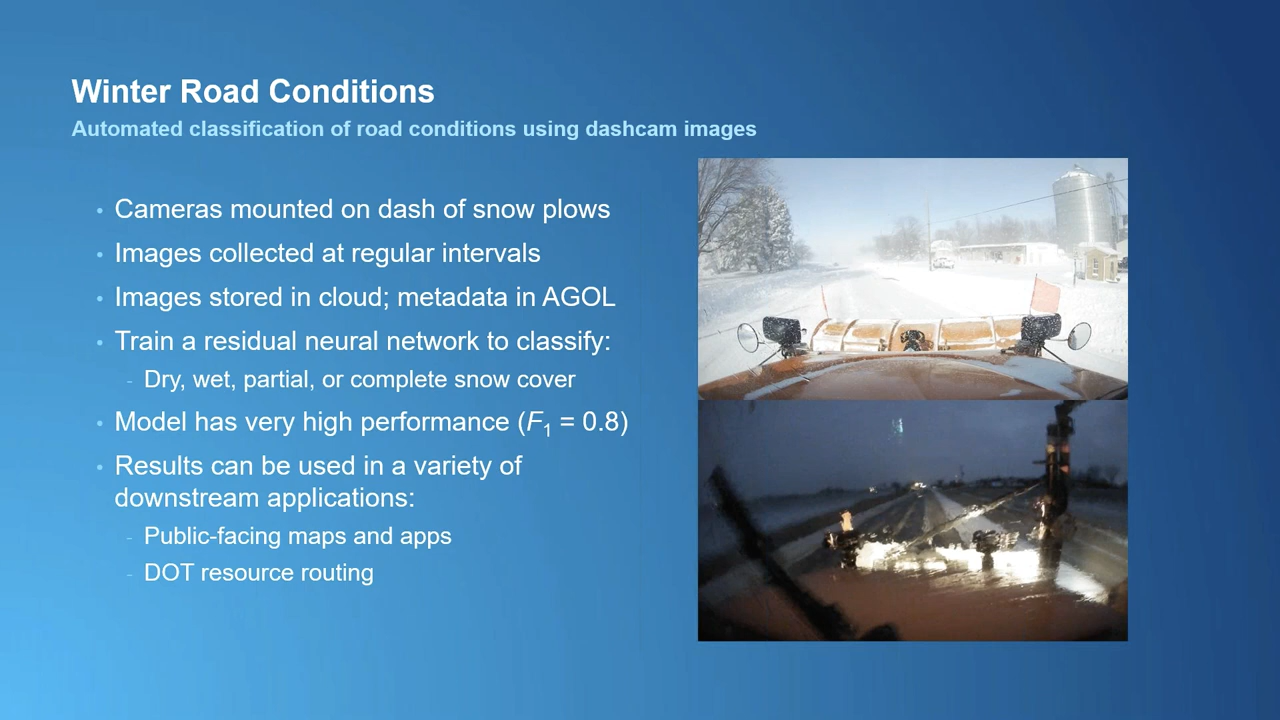 Winter Road Conditions
Automated classification of road conditions using dashcam images
• Cameras mounted on dash of snow plows
• Images collected at regular intervals
• Images stored in cloud; metadata in AGOL
• Train a residual neural network to classify:
- Dry, wet, partial, or complete snow cover
• Model has very high performance (F₁ = 0.8)
• Results can be used in a variety of
downstream applications:
- Public-facing maps and apps
- DOT resource routing